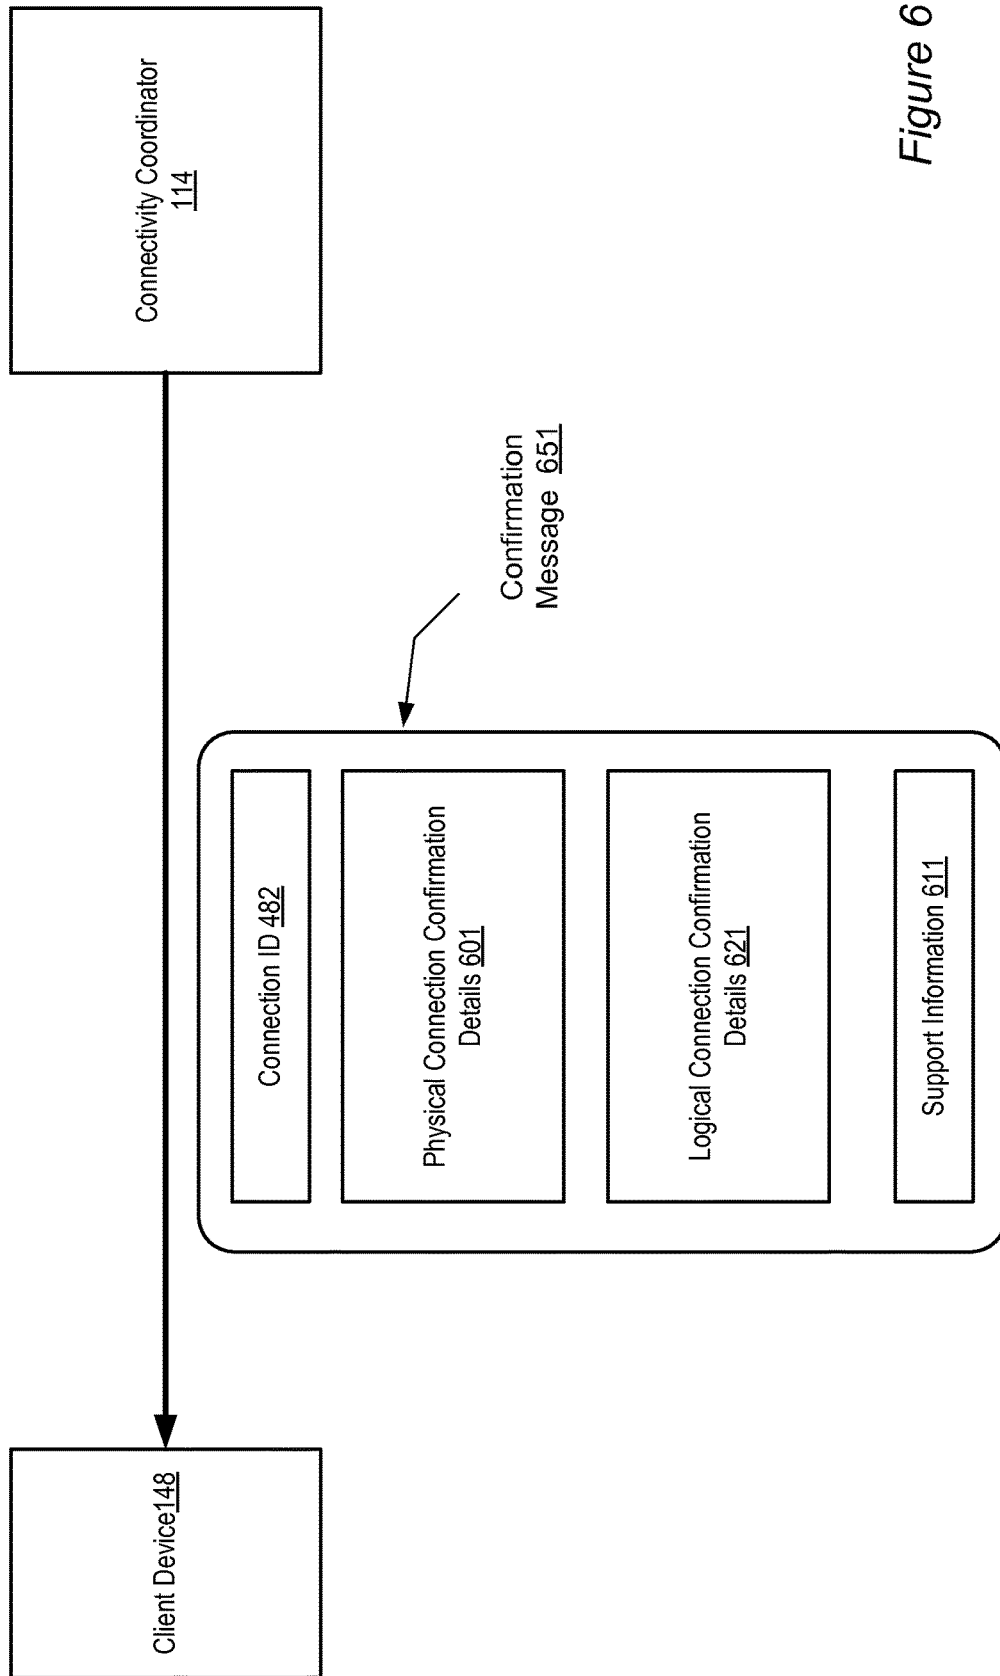 Client Device148
Connectivity Coordinator
114
Confirmation
Message 651
Connection ID 482
Physical Connection Confirmation
Details 601
Logical Connection Confirmation
Details 621
Support Information 611
Figure 6